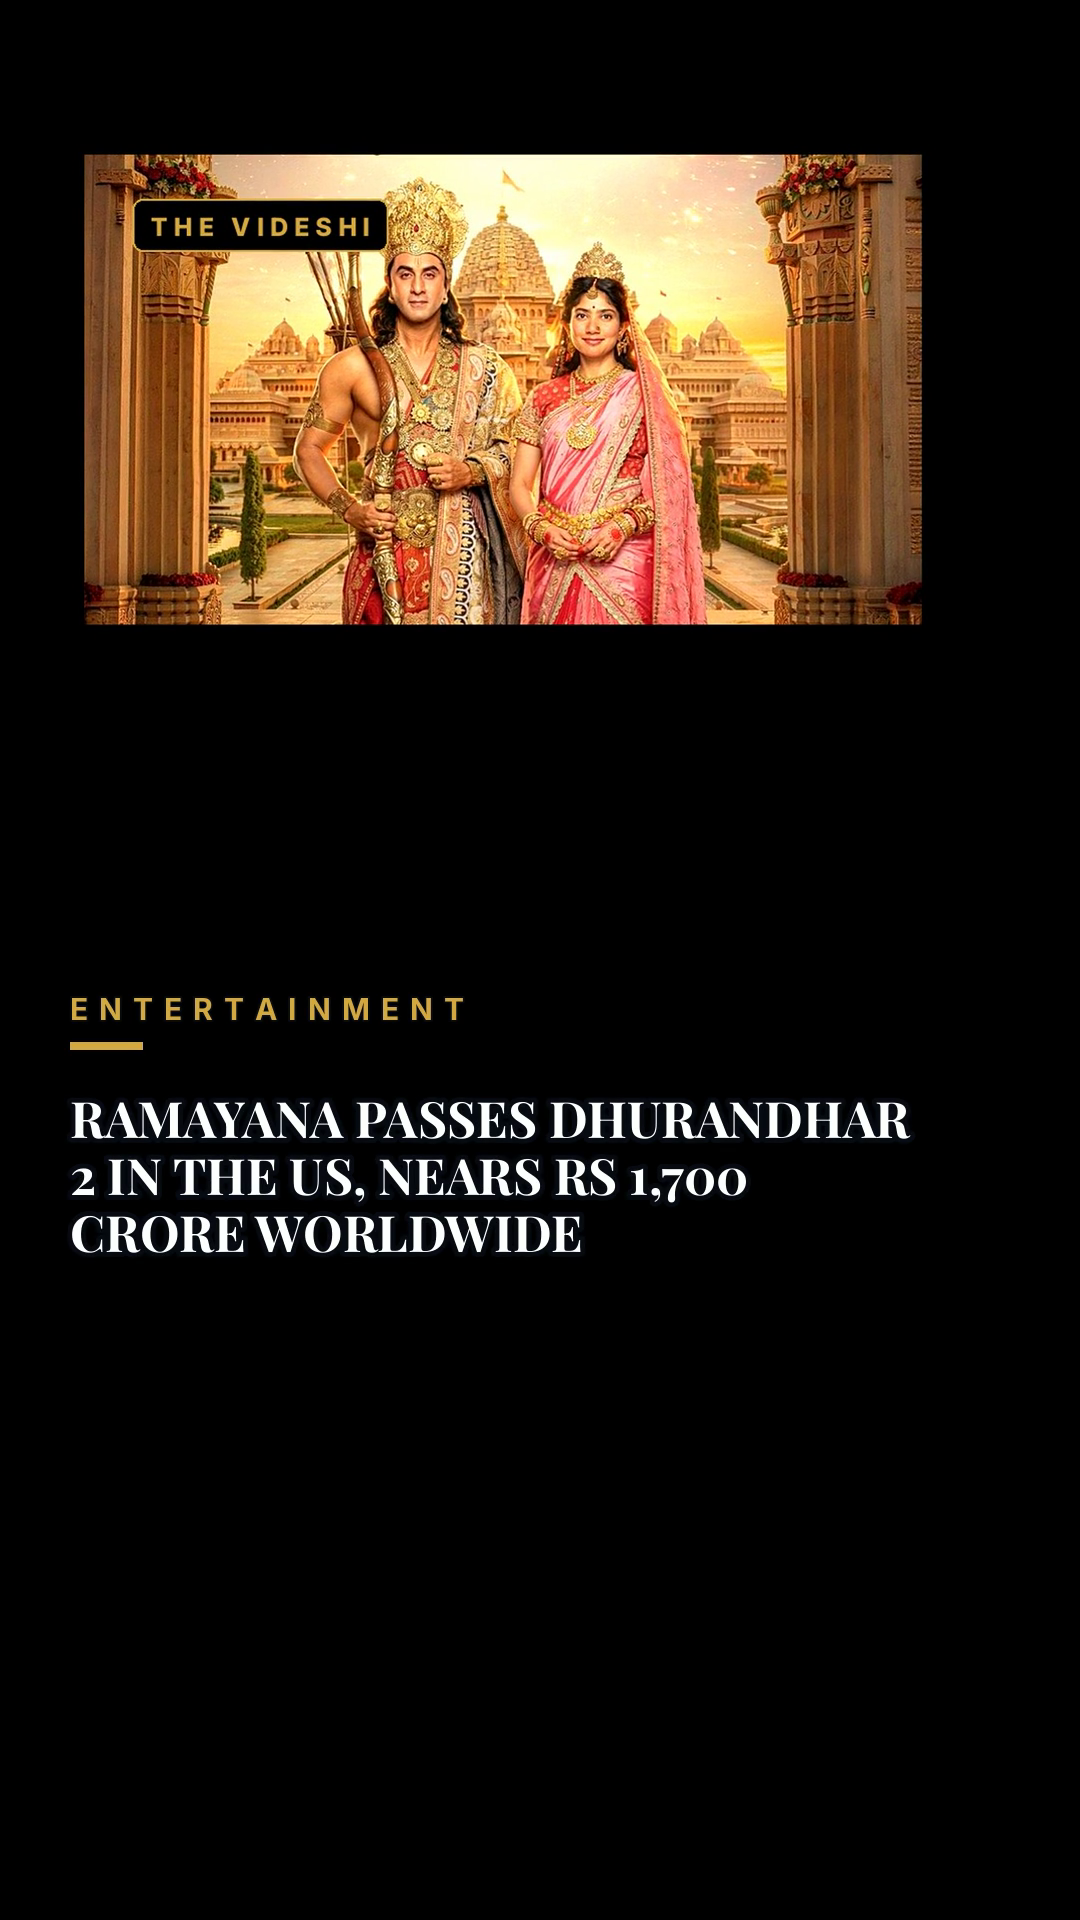 THE VIDESHI
ENTERTAINMENT
RAMAYANA PASSES DHURANDHAR
2 IN THE US, NEARS RS 1,700
CRORE WORLDWIDE